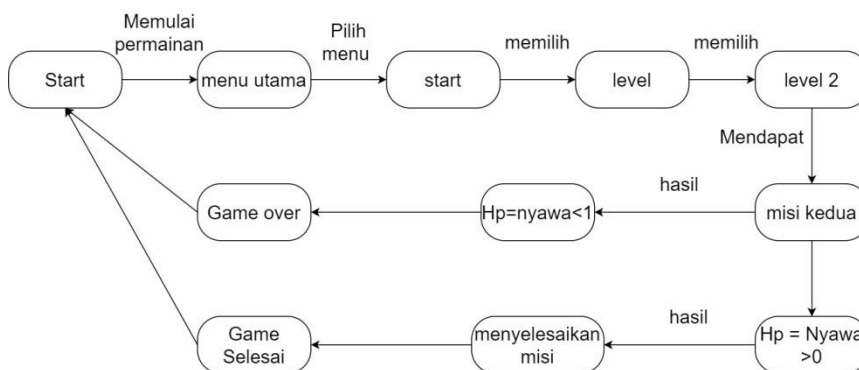 Memulai
permainan
Pilih
menu
memilih
memilih
Start
menu utama
start
level
level 2
Mendapat
hasil
Game over
Hp=nyawa<1
misi kedua
hasil
Game
Selesai
menyelesaikan
misi
Hp = Nyawa
>0